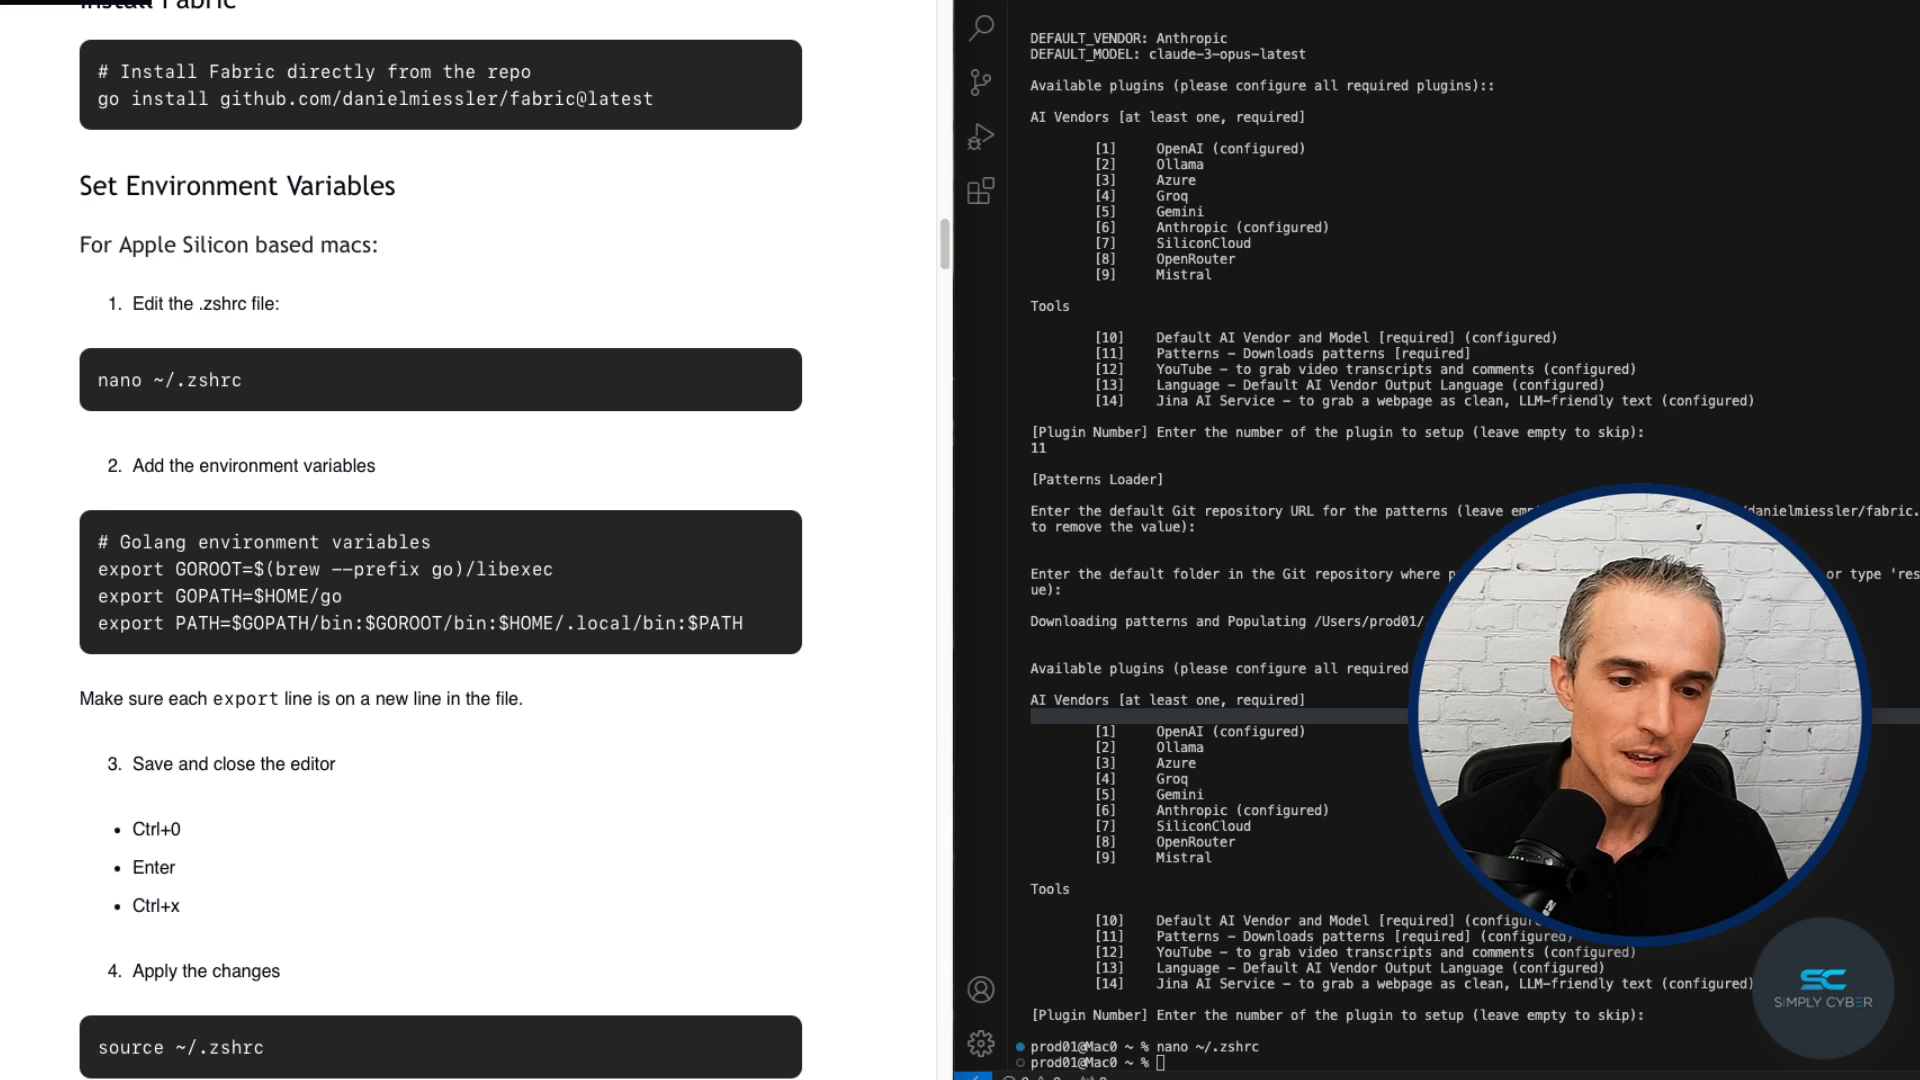 Install Fabric
# Install Fabric directly from the repo
go install github.com/danielmiessler/fabric@latest
Set Environment Variables
For Apple Silicon based macs:
1. Edit the .zshrc file:
nano ~/.zshrc
2. Add the environment variables
# Golang environment variables
export GOROOT=$(brew --prefix go)/libexec
export GOPATH=$HOME/go
export PATH=$GOPATH/bin:$GOROOT/bin:$HOME/.local/bin:$PATH
Make sure each export line is on a new line in the file.
3. Save and close the editor
• Ctrl+0
• Enter
• Ctrl+x
4. Apply the changes
source ~/.zshrc
DEFAULT_VENDOR: Anthropic
DEFAULT_MODEL: claude-3-opus-latest
Available plugins (please configure all required plugins)::
AI Vendors [at least one, required]
[1] OpenAI (configured)
[2] Ollama
[3] Azure
[4] Groq
[5] Gemini
[6] Anthropic (configured)
[7] SiliconCloud
[8] OpenRouter
[9] Mistral
Tools
[10] Default AI Vendor and Model [required] (configured)
[11] Patterns - Downloads patterns [required]
[12] YouTube - to grab video transcripts and comments (configured)
[13] Language - Default AI Vendor Output Language (configured)
[14] Jina AI Service - to grab a webpage as clean, LLM-friendly text (configured)
[Plugin Number] Enter the number of the plugin to setup (leave empty to skip):
11
[Patterns Loader]
Enter the default Git repository URL for the patterns (leave /danielmiessler/fabric.
to remove the value):
Enter the default folder in the Git repository where or type 'res
ue):
Downloading patterns and Populating /Users/prod01/
Available plugins (please configure all required
AI Vendors [at least one, required]
[1] OpenAI (configured)
[2] Ollama
[3] Azure
[4] Groq
[5] Gemini
[6] Anthropic (configured)
[7] SiliconCloud
[8] OpenRouter
[9] Mistral
Tools
[10] Default AI Vendor and Model [required]
[11] Patterns - Downloads patterns [required] (configured)
[12] YouTube - to grab video transcripts and comments (configured)
[13] Language - Default AI Vendor Output Language (configured)
[14] Jina AI Service - to grab a webpage as clean, LLM-friendly text (configured)
[Plugin Number] Enter the number of the plugin to setup (leave empty to skip):
prod01@Mac0 ~ % nano ~/.zshrc
prod01@Mac0 ~ %
SC
SIMPLY CYBER